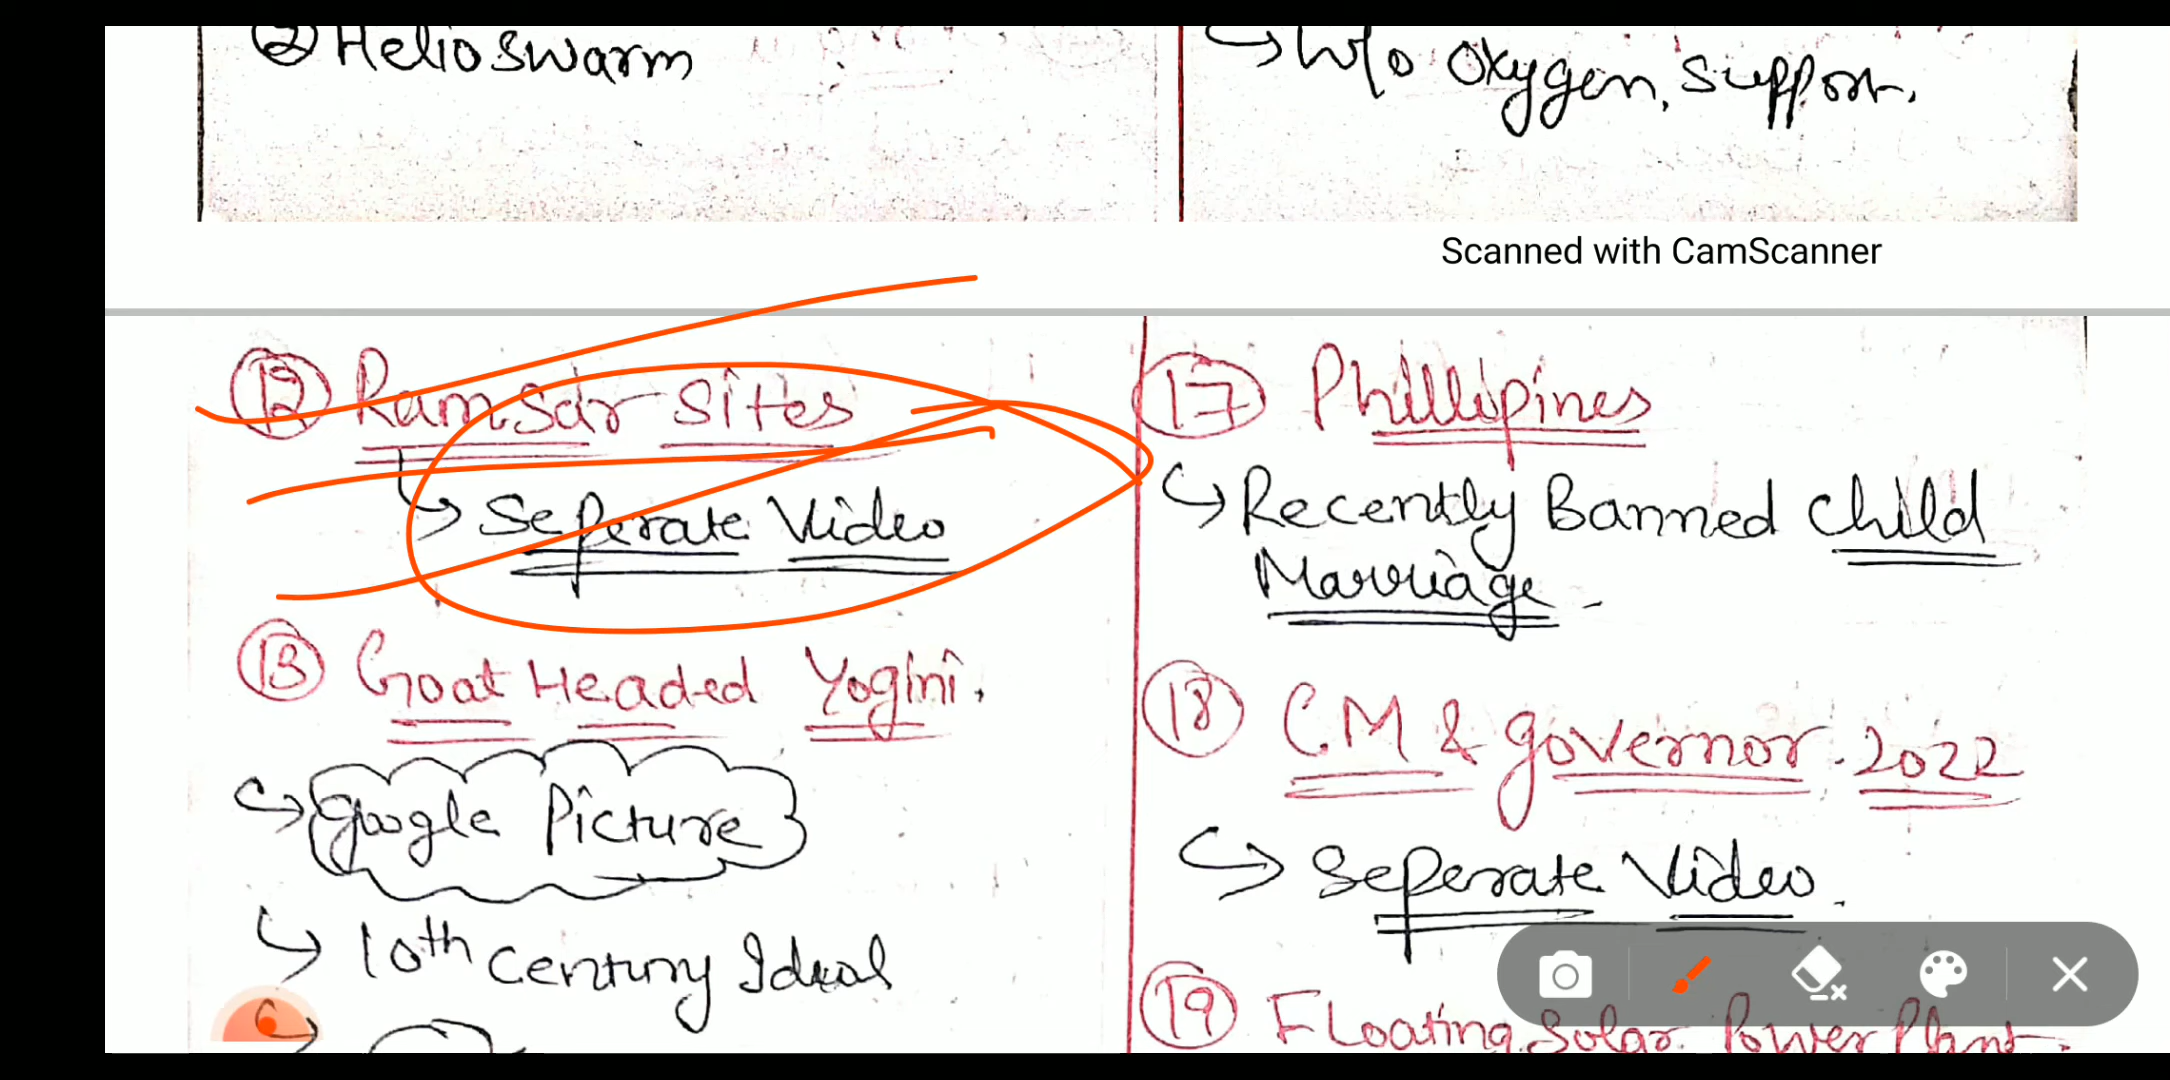 ② Helioswarm
↳ w/o Oxygen, Support.
Scanned with CamScanner
⑫ Ramsar Sites
↳ Seperate Video
⑬ Goat Headed Yogini.
↳ Google Picture
↳ 10th Century Idual
↳
⑰ Phillipines
↳ Recently Banned Child
Marriage.
⑱ CM & Governor. 2022
↳ Seperate Video.
⑲ Floating Solar Power Plant.